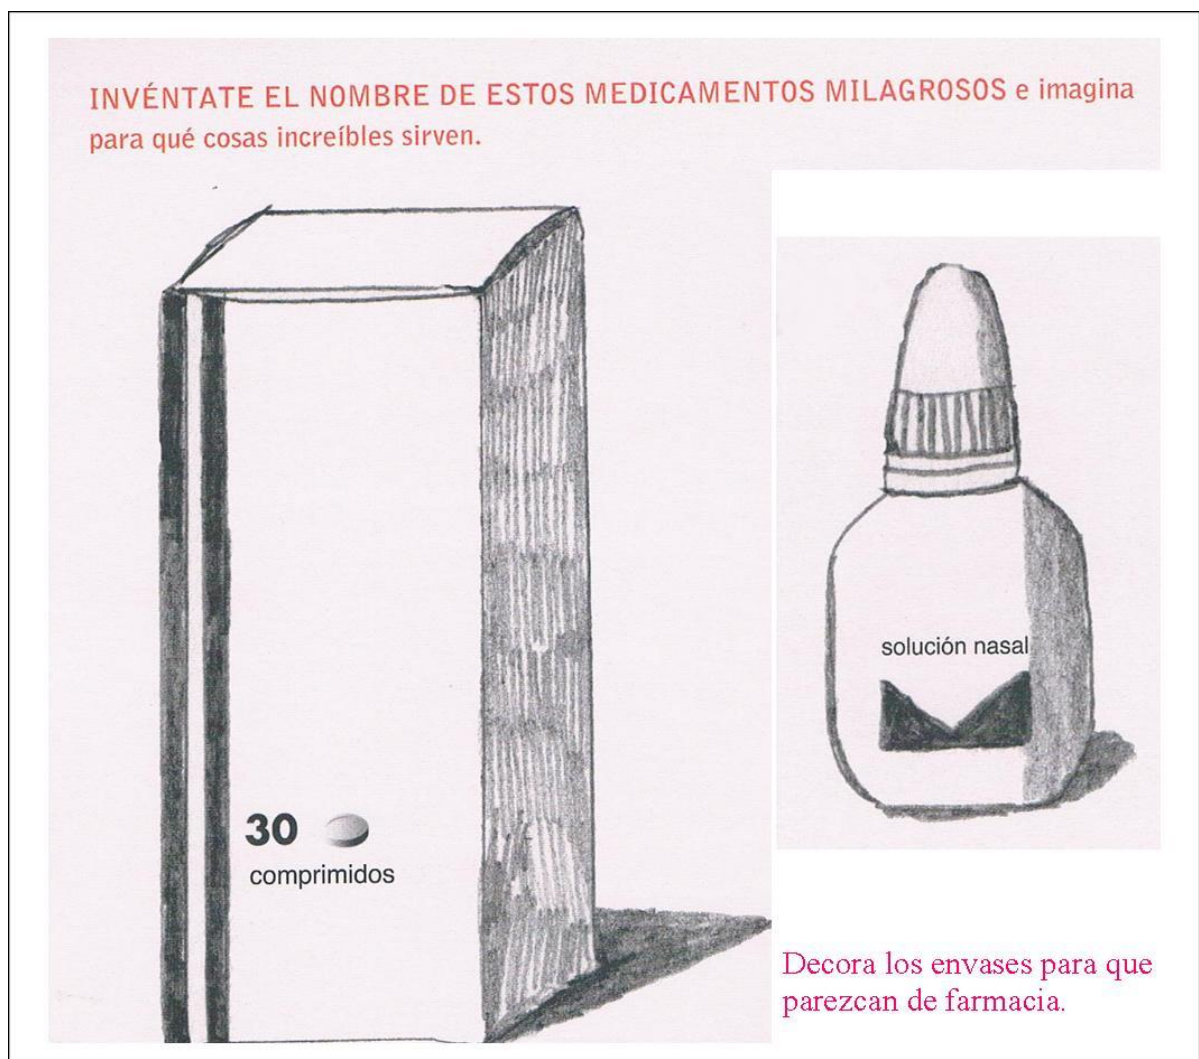 INVÉNTATE EL NOMBRE DE ESTOS MEDICAMENTOS MILAGROSOS e imagina
para qué cosas increíbles sirven.
solución nasal
30
comprimidos
Decora los envases para que
parezcan de farmacia.